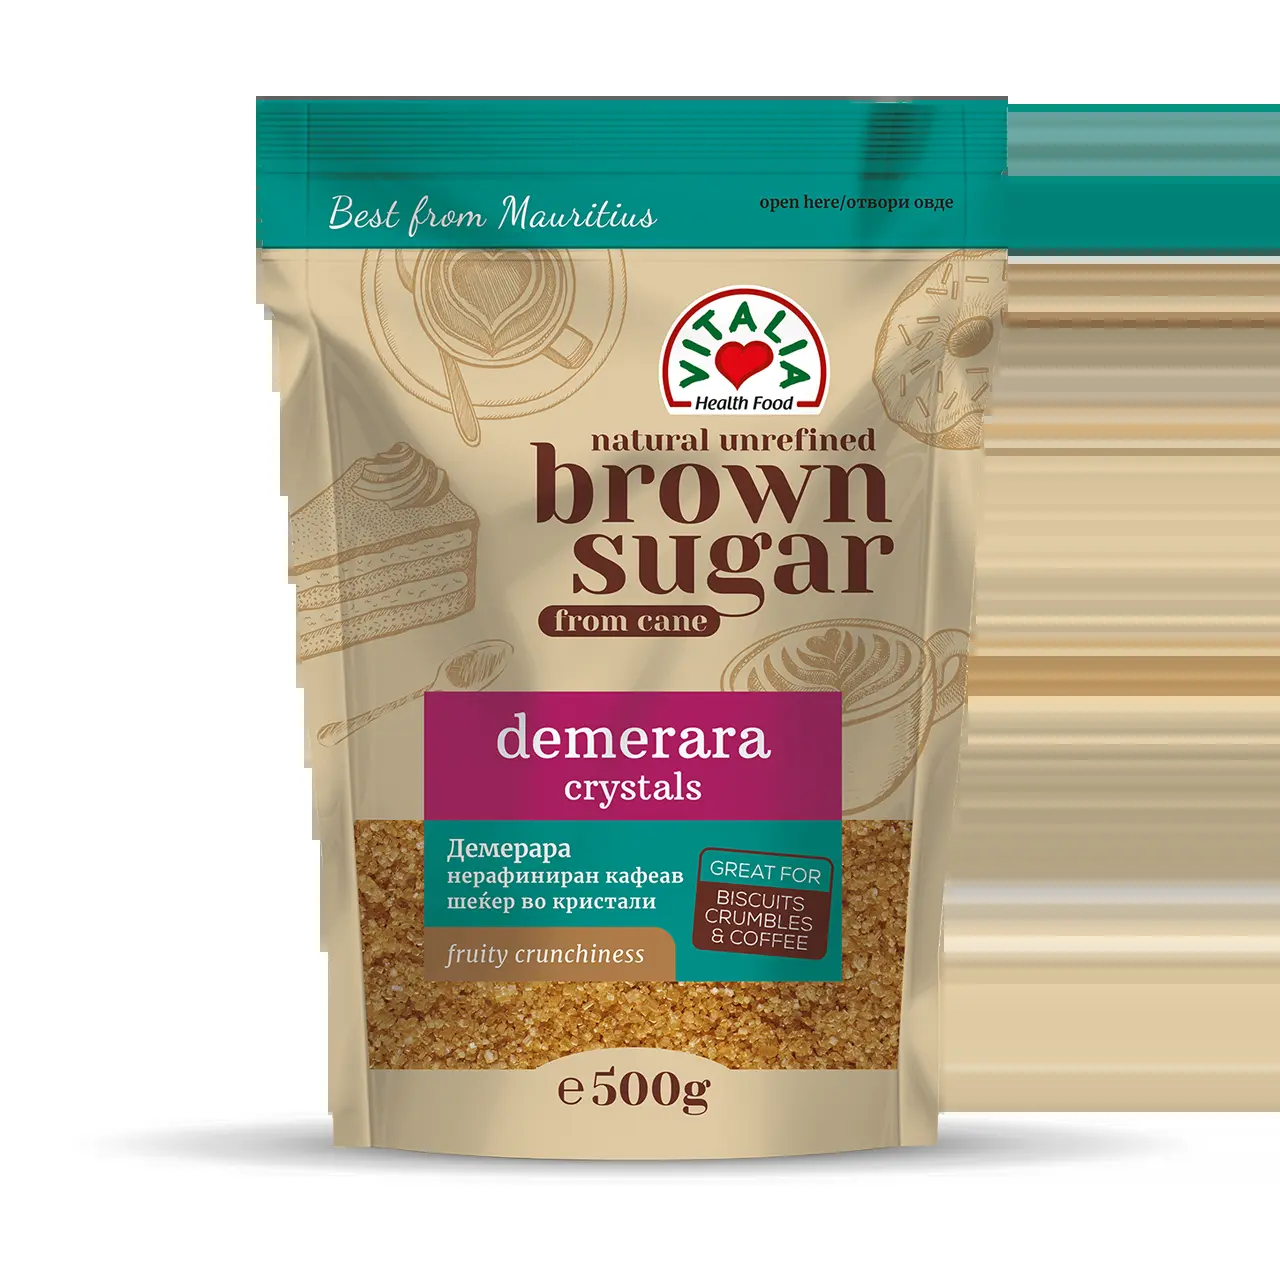 Best from Mauritius
open here/отвори овде
VITALIA
Health Food
natural unrefined
brown
sugar
from cane
demerara
crystals
Демерара
нерафиниран кафеав
шеќер во кристали
fruity crunchiness
GREAT FOR
BISCUITS
CRUMBLES
& COFFEE
℮500g